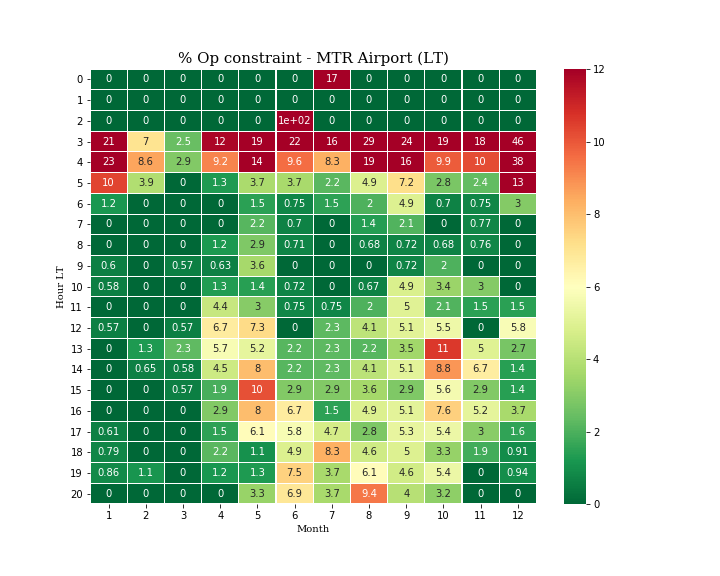 % Op constraint - MTR Airport (LT)
0 0 0 0 0 0 0 17 0 0 0 0 0
1 0 0 0 0 0 0 0 0 0 0 0 0
2 0 0 0 0 0 1e+02 0 0 0 0 0 0
3 21 7 2.5 12 19 22 16 29 24 19 18 46
4 23 8.6 2.9 9.2 14 9.6 8.3 19 16 9.9 10 38
5 10 3.9 0 1.3 3.7 3.7 2.2 4.9 7.2 2.8 2.4 13
6 1.2 0 0 0 1.5 0.75 1.5 2 4.9 0.7 0.75 3
7 0 0 0 0 2.2 0.7 0 1.4 2.1 0 0.77 0
8 0 0 0 1.2 2.9 0.71 0 0.68 0.72 0.68 0.76 0
9 0.6 0 0.57 0.63 3.6 0 0 0 0.72 2 0 0
10 0.58 0 0 1.3 1.4 0.72 0 0.67 4.9 3.4 3 0
11 0 0 0 4.4 3 0.75 0.75 2 5 2.1 1.5 1.5
12 0.57 0 0.57 6.7 7.3 0 2.3 4.1 5.1 5.5 0 5.8
13 0 1.3 2.3 5.7 5.2 2.2 2.3 2.2 3.5 11 5 2.7
14 0 0.65 0.58 4.5 8 2.2 2.3 4.1 5.1 8.8 6.7 1.4
15 0 0 0.57 1.9 10 2.9 2.9 3.6 2.9 5.6 2.9 1.4
16 0 0 0 2.9 8 6.7 1.5 4.9 5.1 7.6 5.2 3.7
17 0.61 0 0 1.5 6.1 5.8 4.7 2.8 5.3 5.4 3 1.6
18 0.79 0 0 2.2 1.1 4.9 8.3 4.6 5 3.3 1.9 0.91
19 0.86 1.1 0 1.2 1.3 7.5 3.7 6.1 4.6 5.4 0 0.94
20 0 0 0 0 3.3 6.9 3.7 9.4 4 3.2 0 0
1 2 3 4 5 6 7 8 9 10 11 12
Month
Hour LT
12
10
8
6
4
2
0